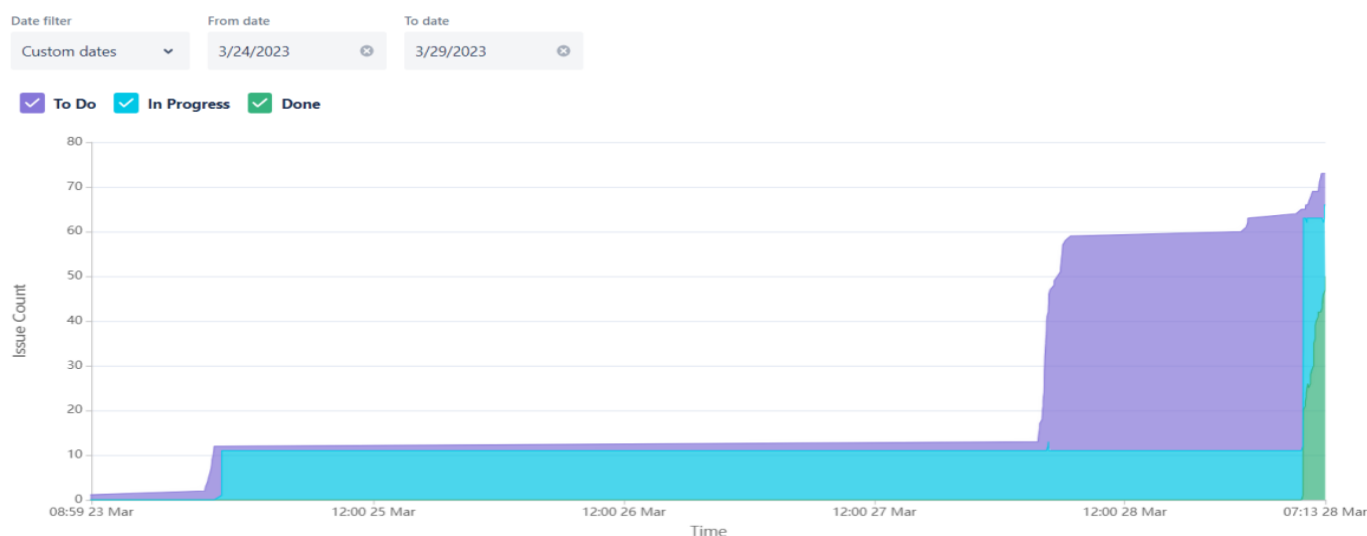 Date filter From date To date
Custom dates 3/24/2023 3/29/2023
To Do In Progress Done
80
70
60
50
40
30
20
10
0
Issue Count
08:59 23 Mar 12:00 25 Mar 12:00 26 Mar 12:00 27 Mar 12:00 28 Mar 07:13 28 Mar
Time